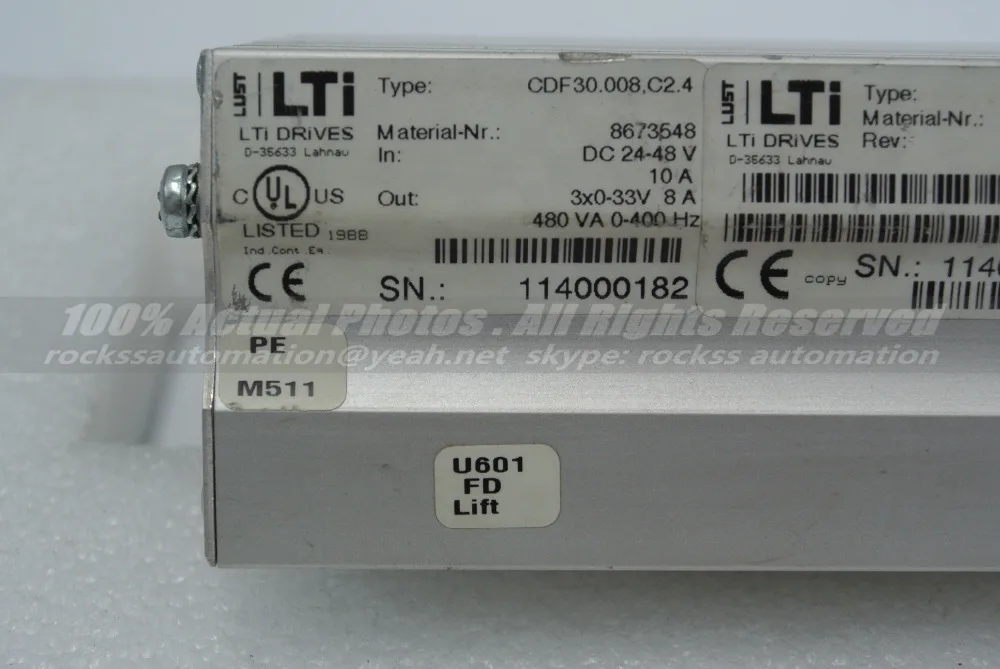 LUST LTi
LTi DRiVES
D-35633 Lahnau
C UL US
LISTED 1988
Ind.Cont.Eq.
CE
Type: CDF30.008,C2.4
Material-Nr.: 8673548
In: DC 24-48 V
10 A
Out: 3x0-33V 8 A
480 VA 0-400 Hz
SN.: 114000182
LUST LTi
LTi DRiVES
D-35633 Lahnau
Type:
Material-Nr.:
Rev:
CE copy SN.: 1140
100% Actual Photos . All Rights Reserved
rockssautomation@yeah.net skype: rockss automation
PE
M511
U601
FD
Lift